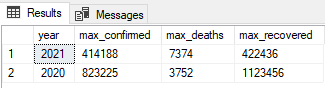 Results Messages
year max_confirmed max_deaths max_recovered
1 2021 414188 7374 422436
2 2020 823225 3752 1123456